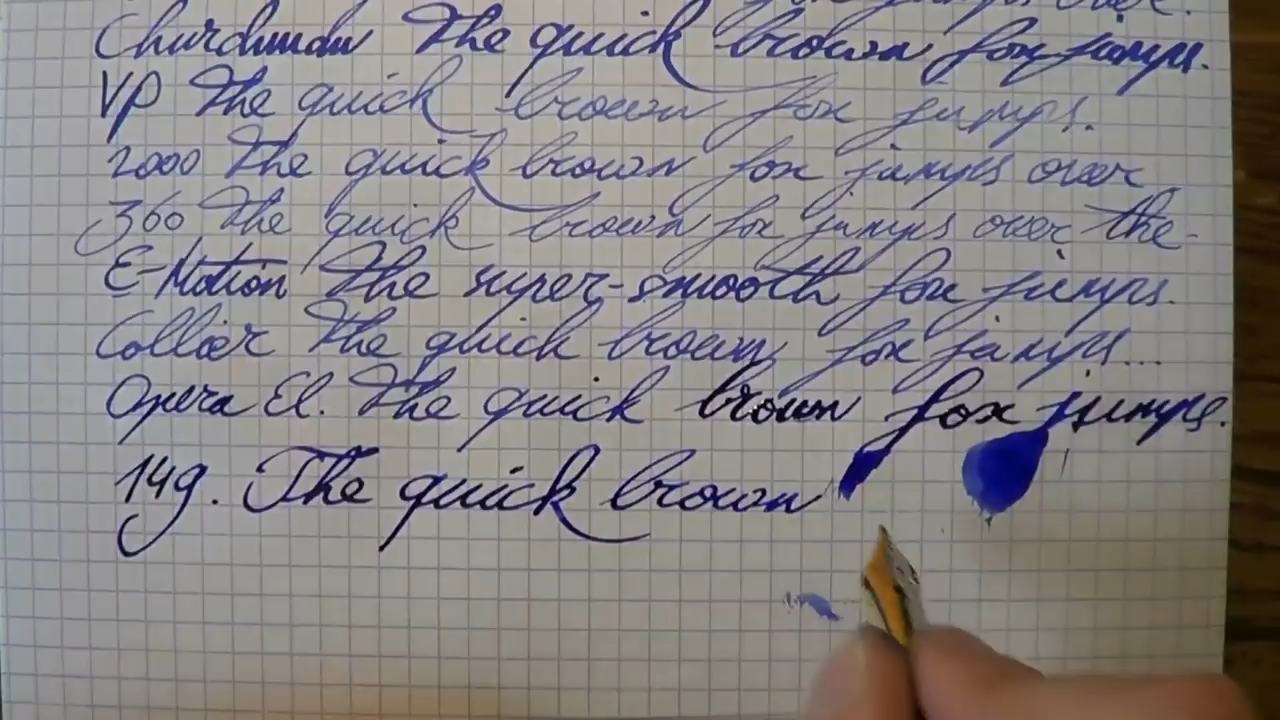 jumps over.
Churchman The quick brown fox jumps.
VP The quick brown fox jumps.
2000 The quick brown fox jumps over
360 The quick brown fox jumps over the-
E-Motion The super-smooth fox jumps.
Collier The quick brown fox jumps...
Opera El. The quick brown fox jumps.
149. The quick brown